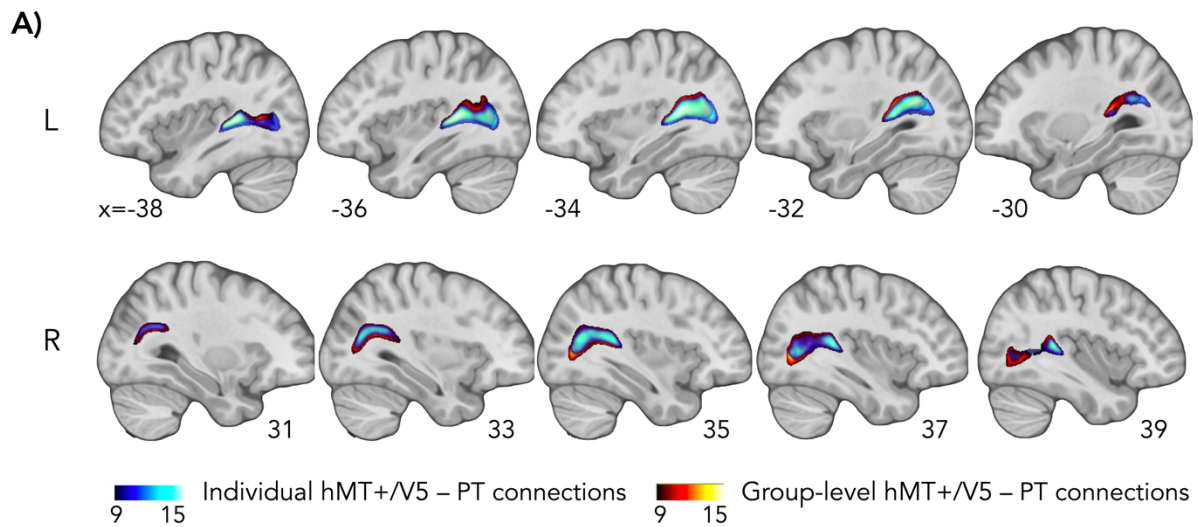 A)
L
x=-38 -36 -34 -32 -30
R
31 33 35 37 39
Individual hMT+/V5 – PT connections Group-level hMT+/V5 – PT connections
9 15 9 15